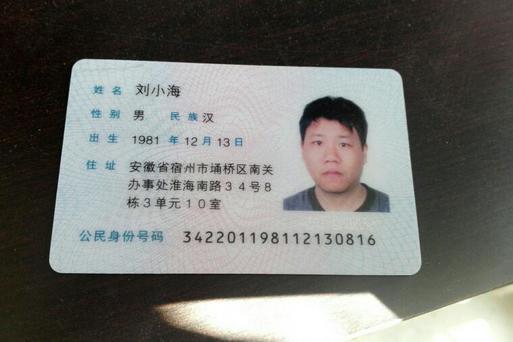 姓名 刘小海
性别 男 民族 汉
出生 1981 年 12 月 13 日
住址 安徽省宿州市埇桥区南关
办事处淮海南路34号8
栋3单元10室
公民身份号码 342201198112130816